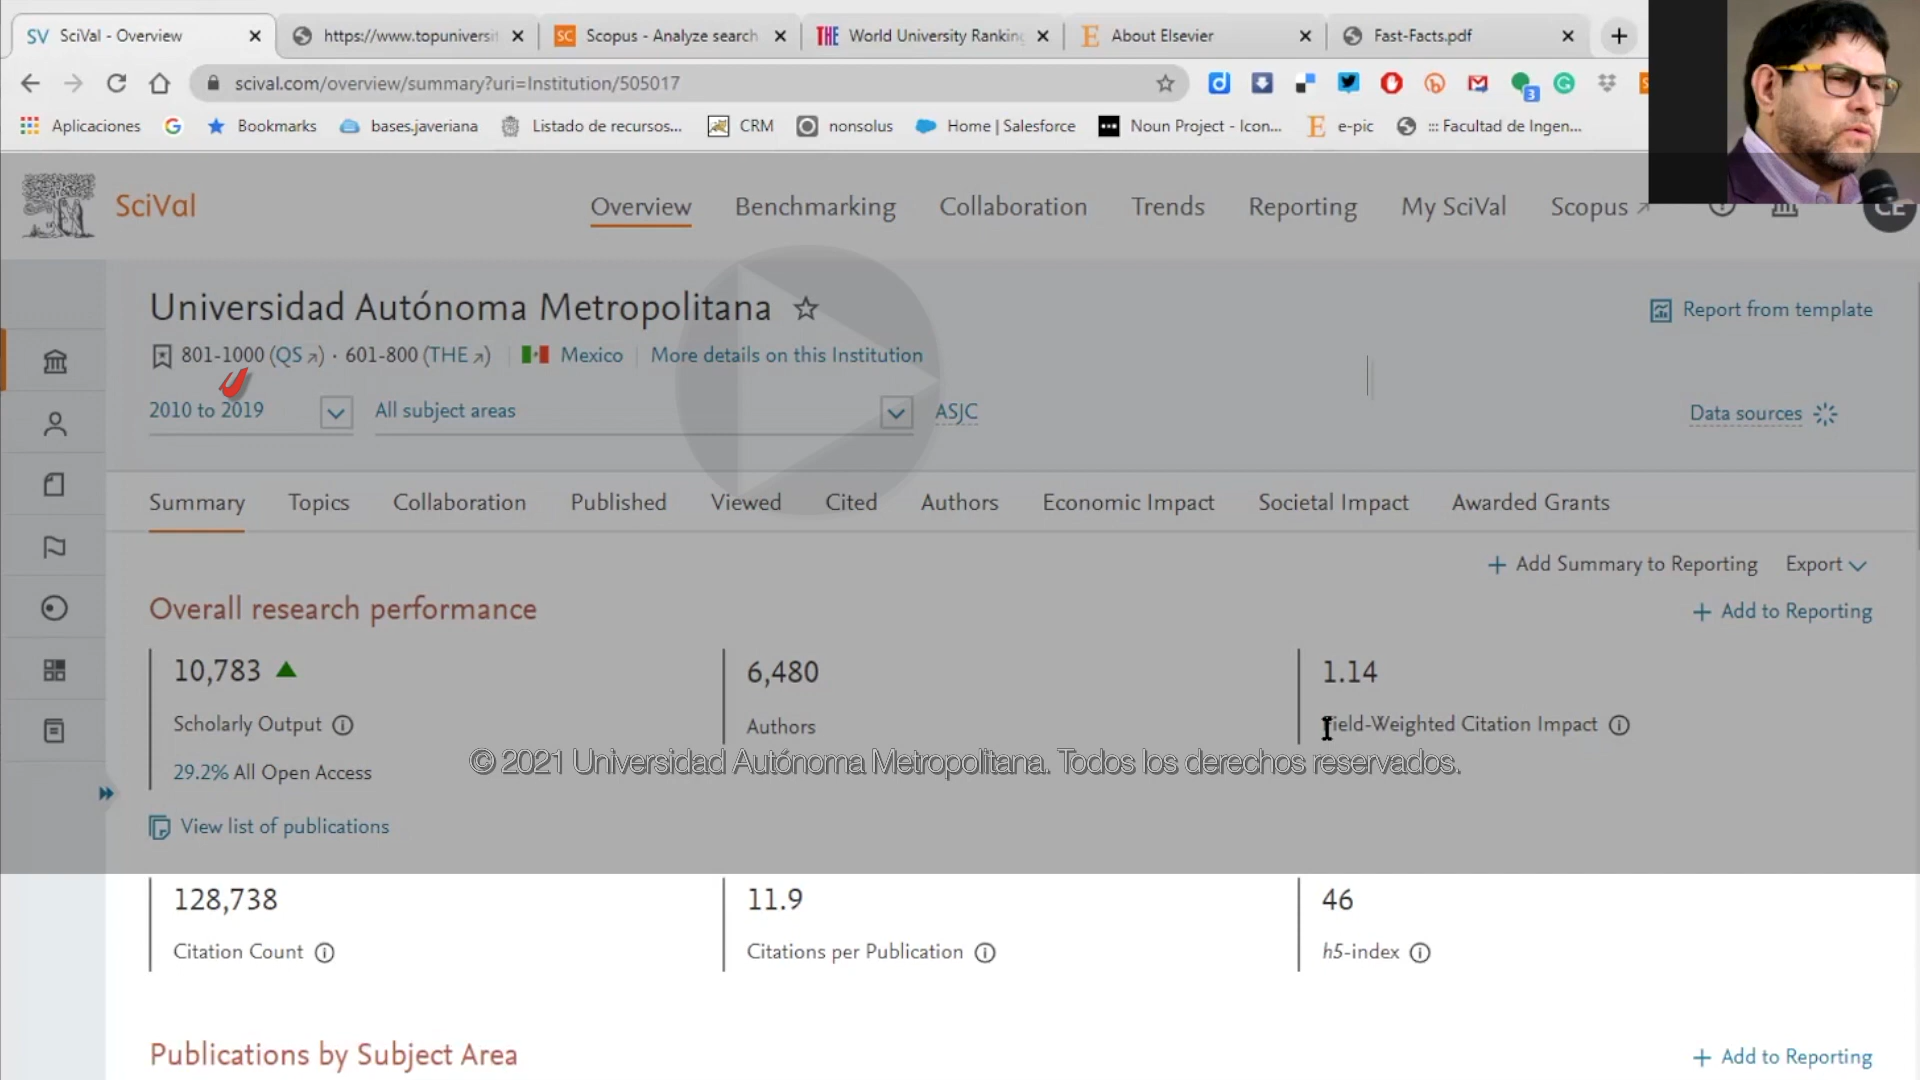 SV SciVal - Overview
https://www.topuniversit
SC Scopus - Analyze search
THE World University Ranking
E About Elsevier
Fast-Facts.pdf
scival.com/overview/summary?uri=Institution/505017
3
Aplicaciones
Bookmarks
bases.javeriana
Listado de recursos...
CRM
nonsolus
Home | Salesforce
Noun Project - Icon...
E e-pic
::: Facultad de Ingen...
SciVal
Overview
Benchmarking
Collaboration
Trends
Reporting
My SciVal
Scopus ↗
CE
Universidad Autónoma Metropolitana
Report from template
801-1000 (QS ↗) · 601-800 (THE ↗)
Mexico
More details on this Institution
2010 to 2019
All subject areas
ASJC
Data sources
Summary
Topics
Collaboration
Published
Viewed
Cited
Authors
Economic Impact
Societal Impact
Awarded Grants
+ Add Summary to Reporting
Export
Overall research performance
+ Add to Reporting
10,783
6,480
1.14
Scholarly Output
Authors
Field-Weighted Citation Impact
© 2021 Universidad Autónoma Metropolitana. Todos los derechos reservados.
29.2% All Open Access
View list of publications
128,738
11.9
46
Citation Count
Citations per Publication
h5-index
Publications by Subject Area
+ Add to Reporting